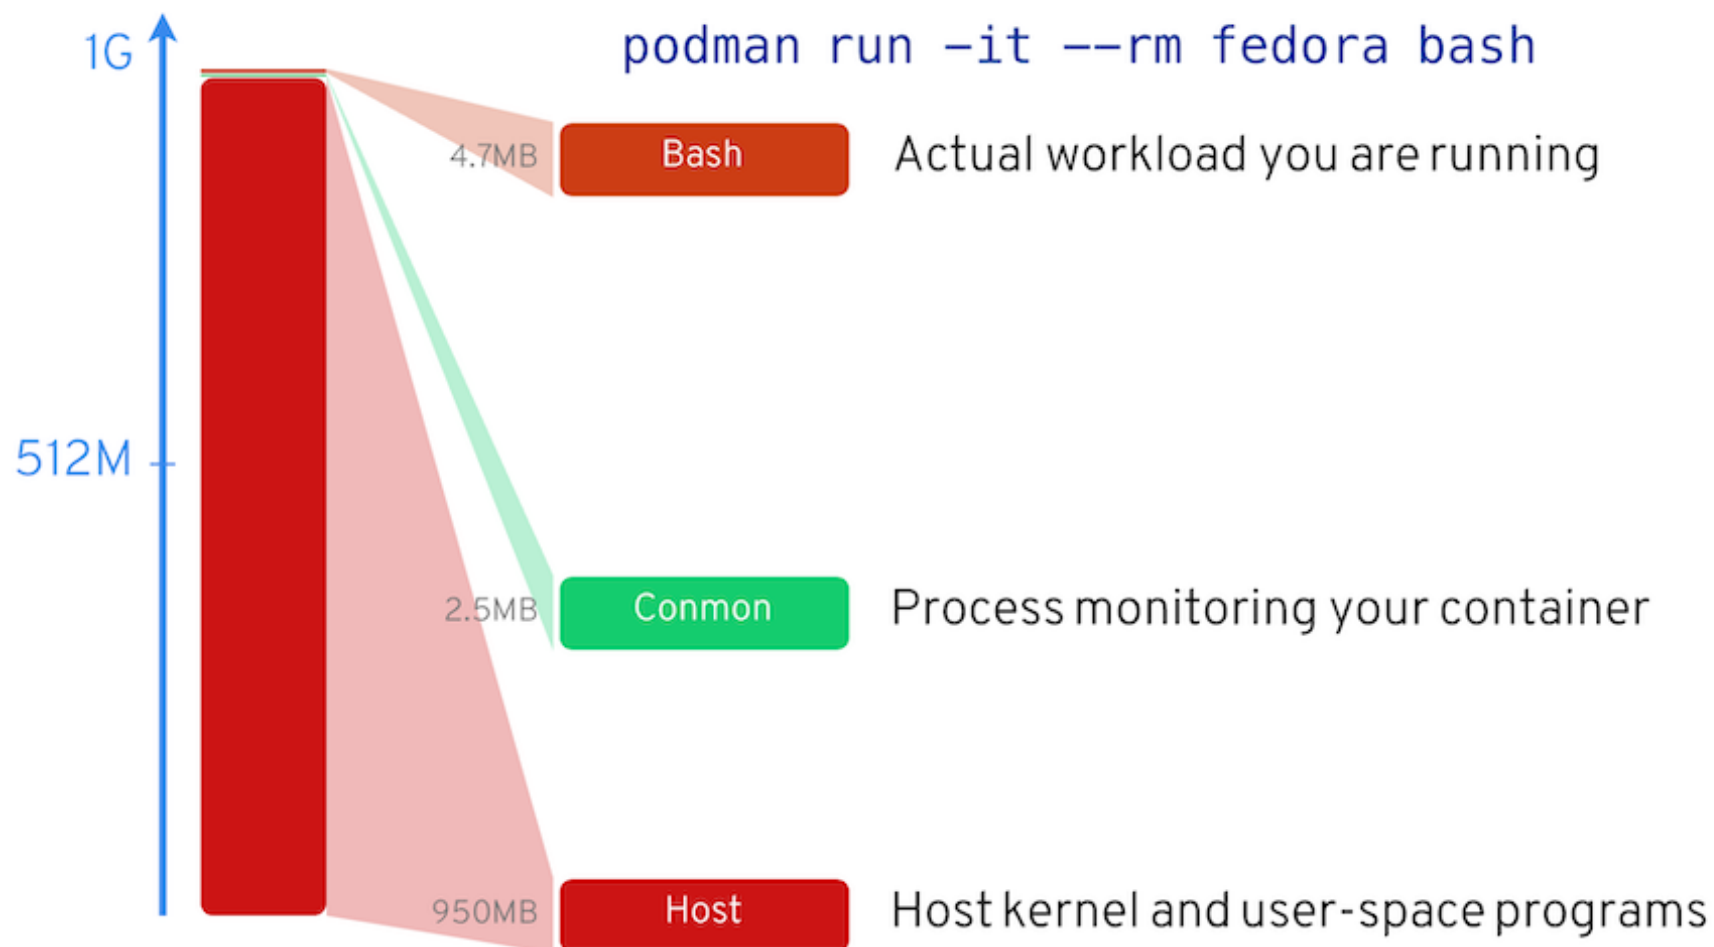 1G
podman run -it --rm fedora bash
4.7MB
Bash
Actual workload you are running
512M
2.5MB
Conmon
Process monitoring your container
950MB
Host
Host kernel and user-space programs